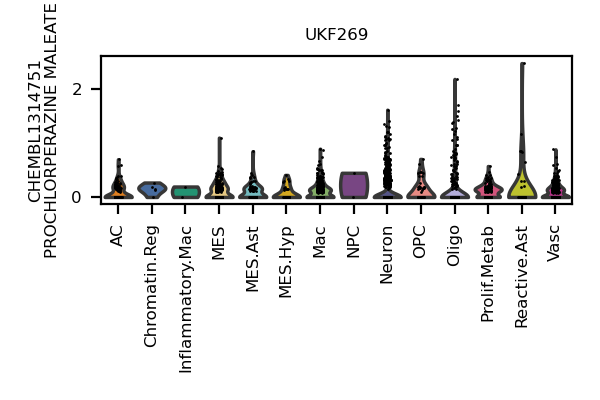 UKF269
CHEMBL1314751
PROCHLORPERAZINE MALEATE
2
0
AC
Chromatin.Reg
Inflammatory.Mac
MES
MES.Ast
MES.Hyp
Mac
NPC
Neuron
OPC
Oligo
Prolif.Metab
Reactive.Ast
Vasc